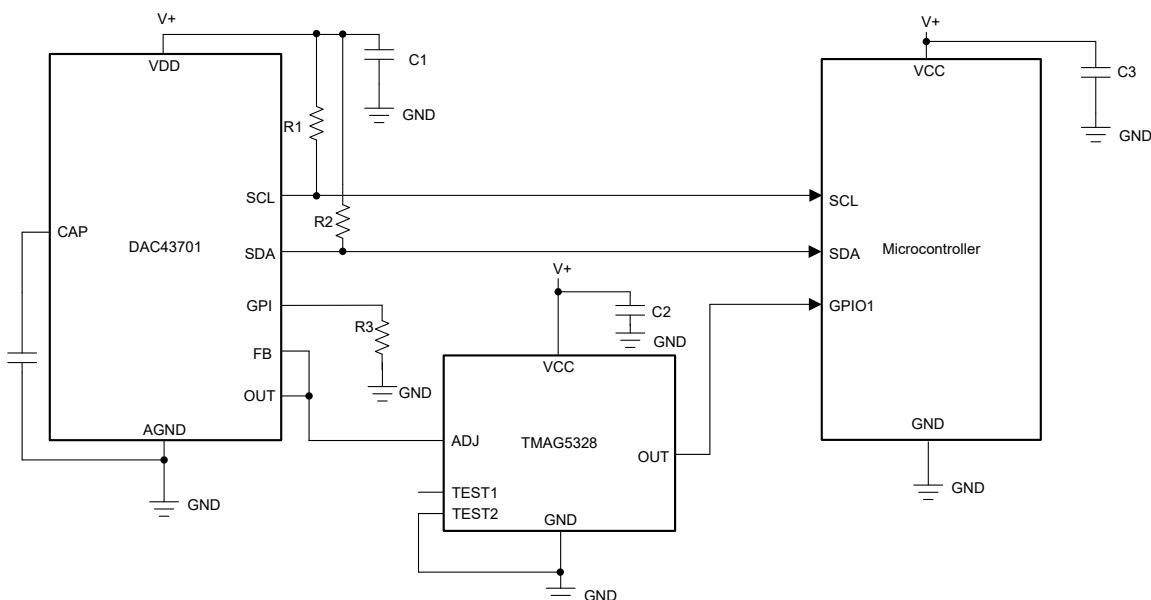 V+
VDD
C1
GND
R1
SCL
R2
CAP
DAC43701
SDA
GPI
R3
FB
GND
OUT
AGND
GND
V+
C2
GND
VCC
ADJ
TMAG5328
OUT
TEST1
TEST2
GND
GND
V+
VCC
C3
GND
SCL
SDA
Microcontroller
GPIO1
GND
GND